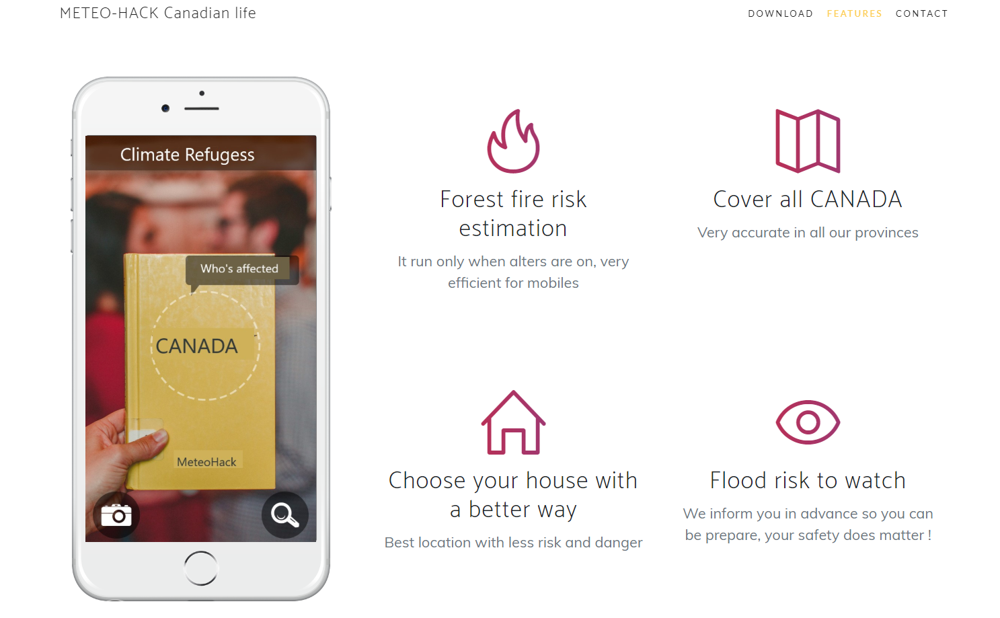 METEO-HACK Canadian life
DOWNLOAD FEATURES CONTACT
Climate Refugess
Who's affected
CANADA
MeteoHack
Forest fire risk
estimation
It run only when alters are on, very
efficient for mobiles
Cover all CANADA
Very accurate in all our provinces
Choose your house with
a better way
Best location with less risk and danger
Flood risk to watch
We inform you in advance so you can
be prepare, your safety does matter !